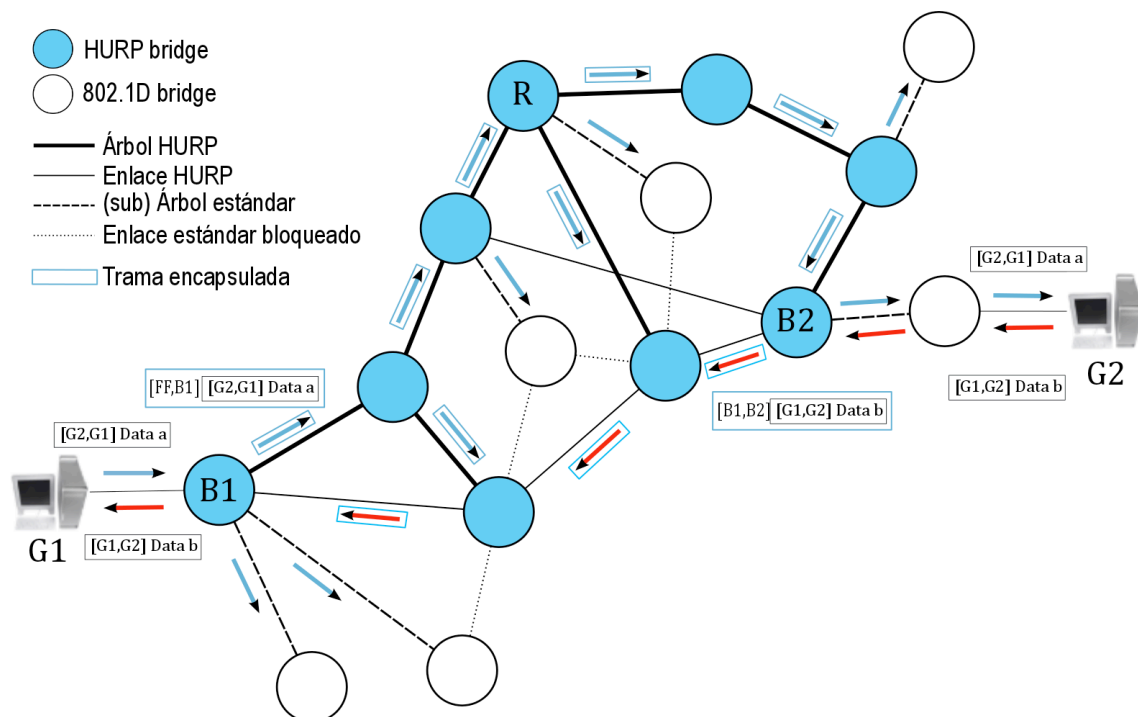 HURP bridge
802.1D bridge
Árbol HURP
Enlace HURP
(sub) Árbol estándar
Enlace estándar bloqueado
Trama encapsulada
R
[G2,G1] Data a
B2
G2
[G1,G2] Data b
[FF,B1] [G2,G1] Data a
[B1,B2] [G1,G2] Data b
[G2,G1] Data a
B1
G1
[G1,G2] Data b